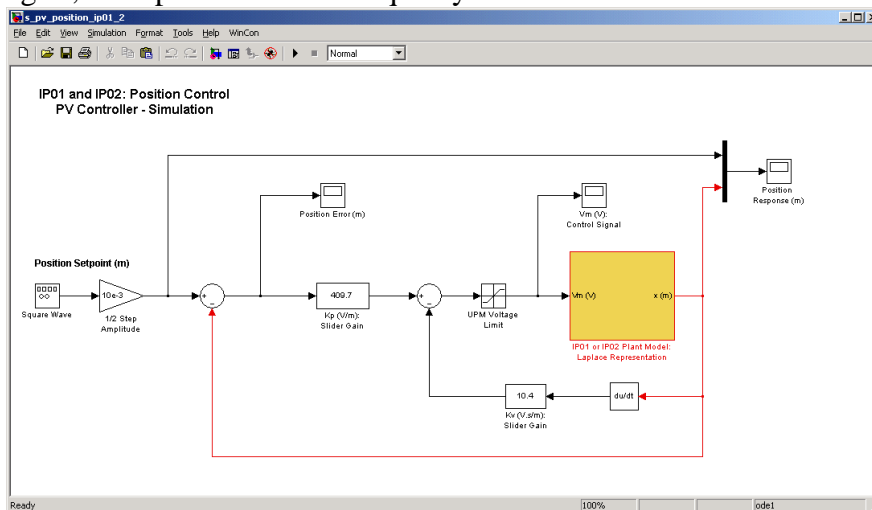 s_pv_position_ip01_2
File Edit View Simulation Format Tools Help WinCon
Normal
IP01 and IP02: Position Control
PV Controller - Simulation
Position Error (m)
Vm (V):
Control Signal
Position
Response (m)
Position Setpoint (m)
Square Wave
10e-3
1/2 Step
Amplitude
+
-
409.7
Kp (V/m):
Slider Gain
+
-
UPM Voltage
Limit
Vm (V)
x (m)
IP01 or IP02 Plant Model:
Laplace Representation
10.4
Kv (V.s/m):
Slider Gain
du/dt
Ready
100%
ode1